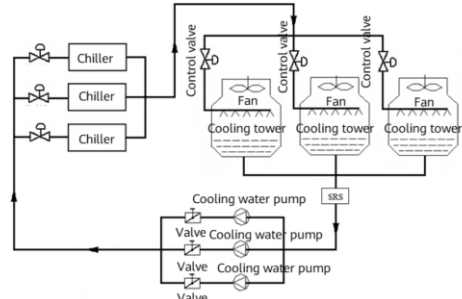 Chiller
Chiller
Chiller
Control valve
Control valve
Control valve
Fan
Fan
Fan
Cooling tower
Cooling tower
Cooling tower
SRS
Cooling water pump
Valve
Cooling water pump
Valve
Cooling water pump
Valve